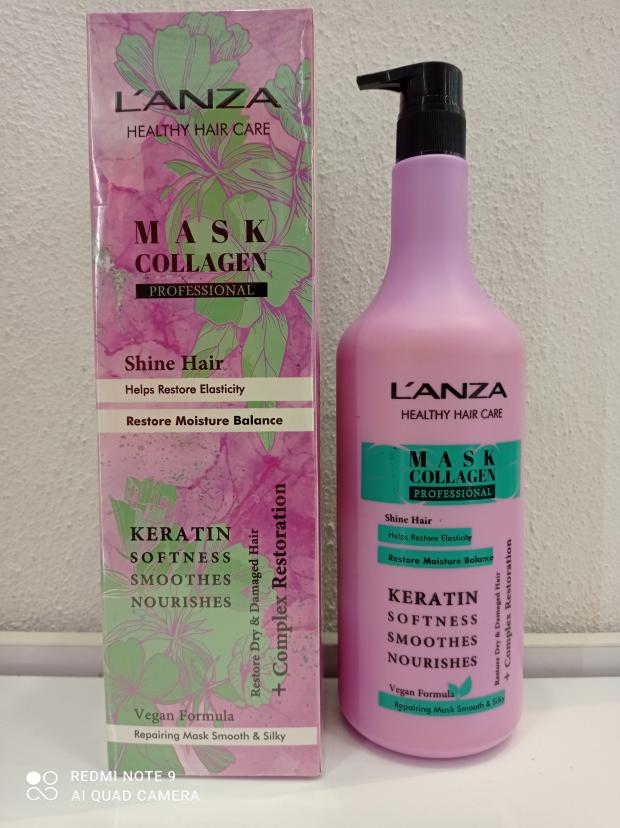 L'ANZA
HEALTHY HAIR CARE
MASK
COLLAGEN
PROFESSIONAL
Shine Hair
Helps Restore Elasticity
Restore Moisture Balance
KERATIN
SOFTNESS
SMOOTHES
NOURISHES
Restore Dry & Damaged Hair
+ Complex Restoration
Vegan Formula
Repairing Mask Smooth & Silky
L'ANZA
HEALTHY HAIR CARE
MASK
COLLAGEN
PROFESSIONAL
Shine Hair
Helps Restore Elasticity
Restore Moisture Balance
KERATIN
SOFTNESS
SMOOTHES
NOURISHES
Restore Dry & Damaged Hair
+ Complex Restoration
Vegan Formula
Repairing Mask Smooth & Silky
REDMI NOTE 9
AI QUAD CAMERA